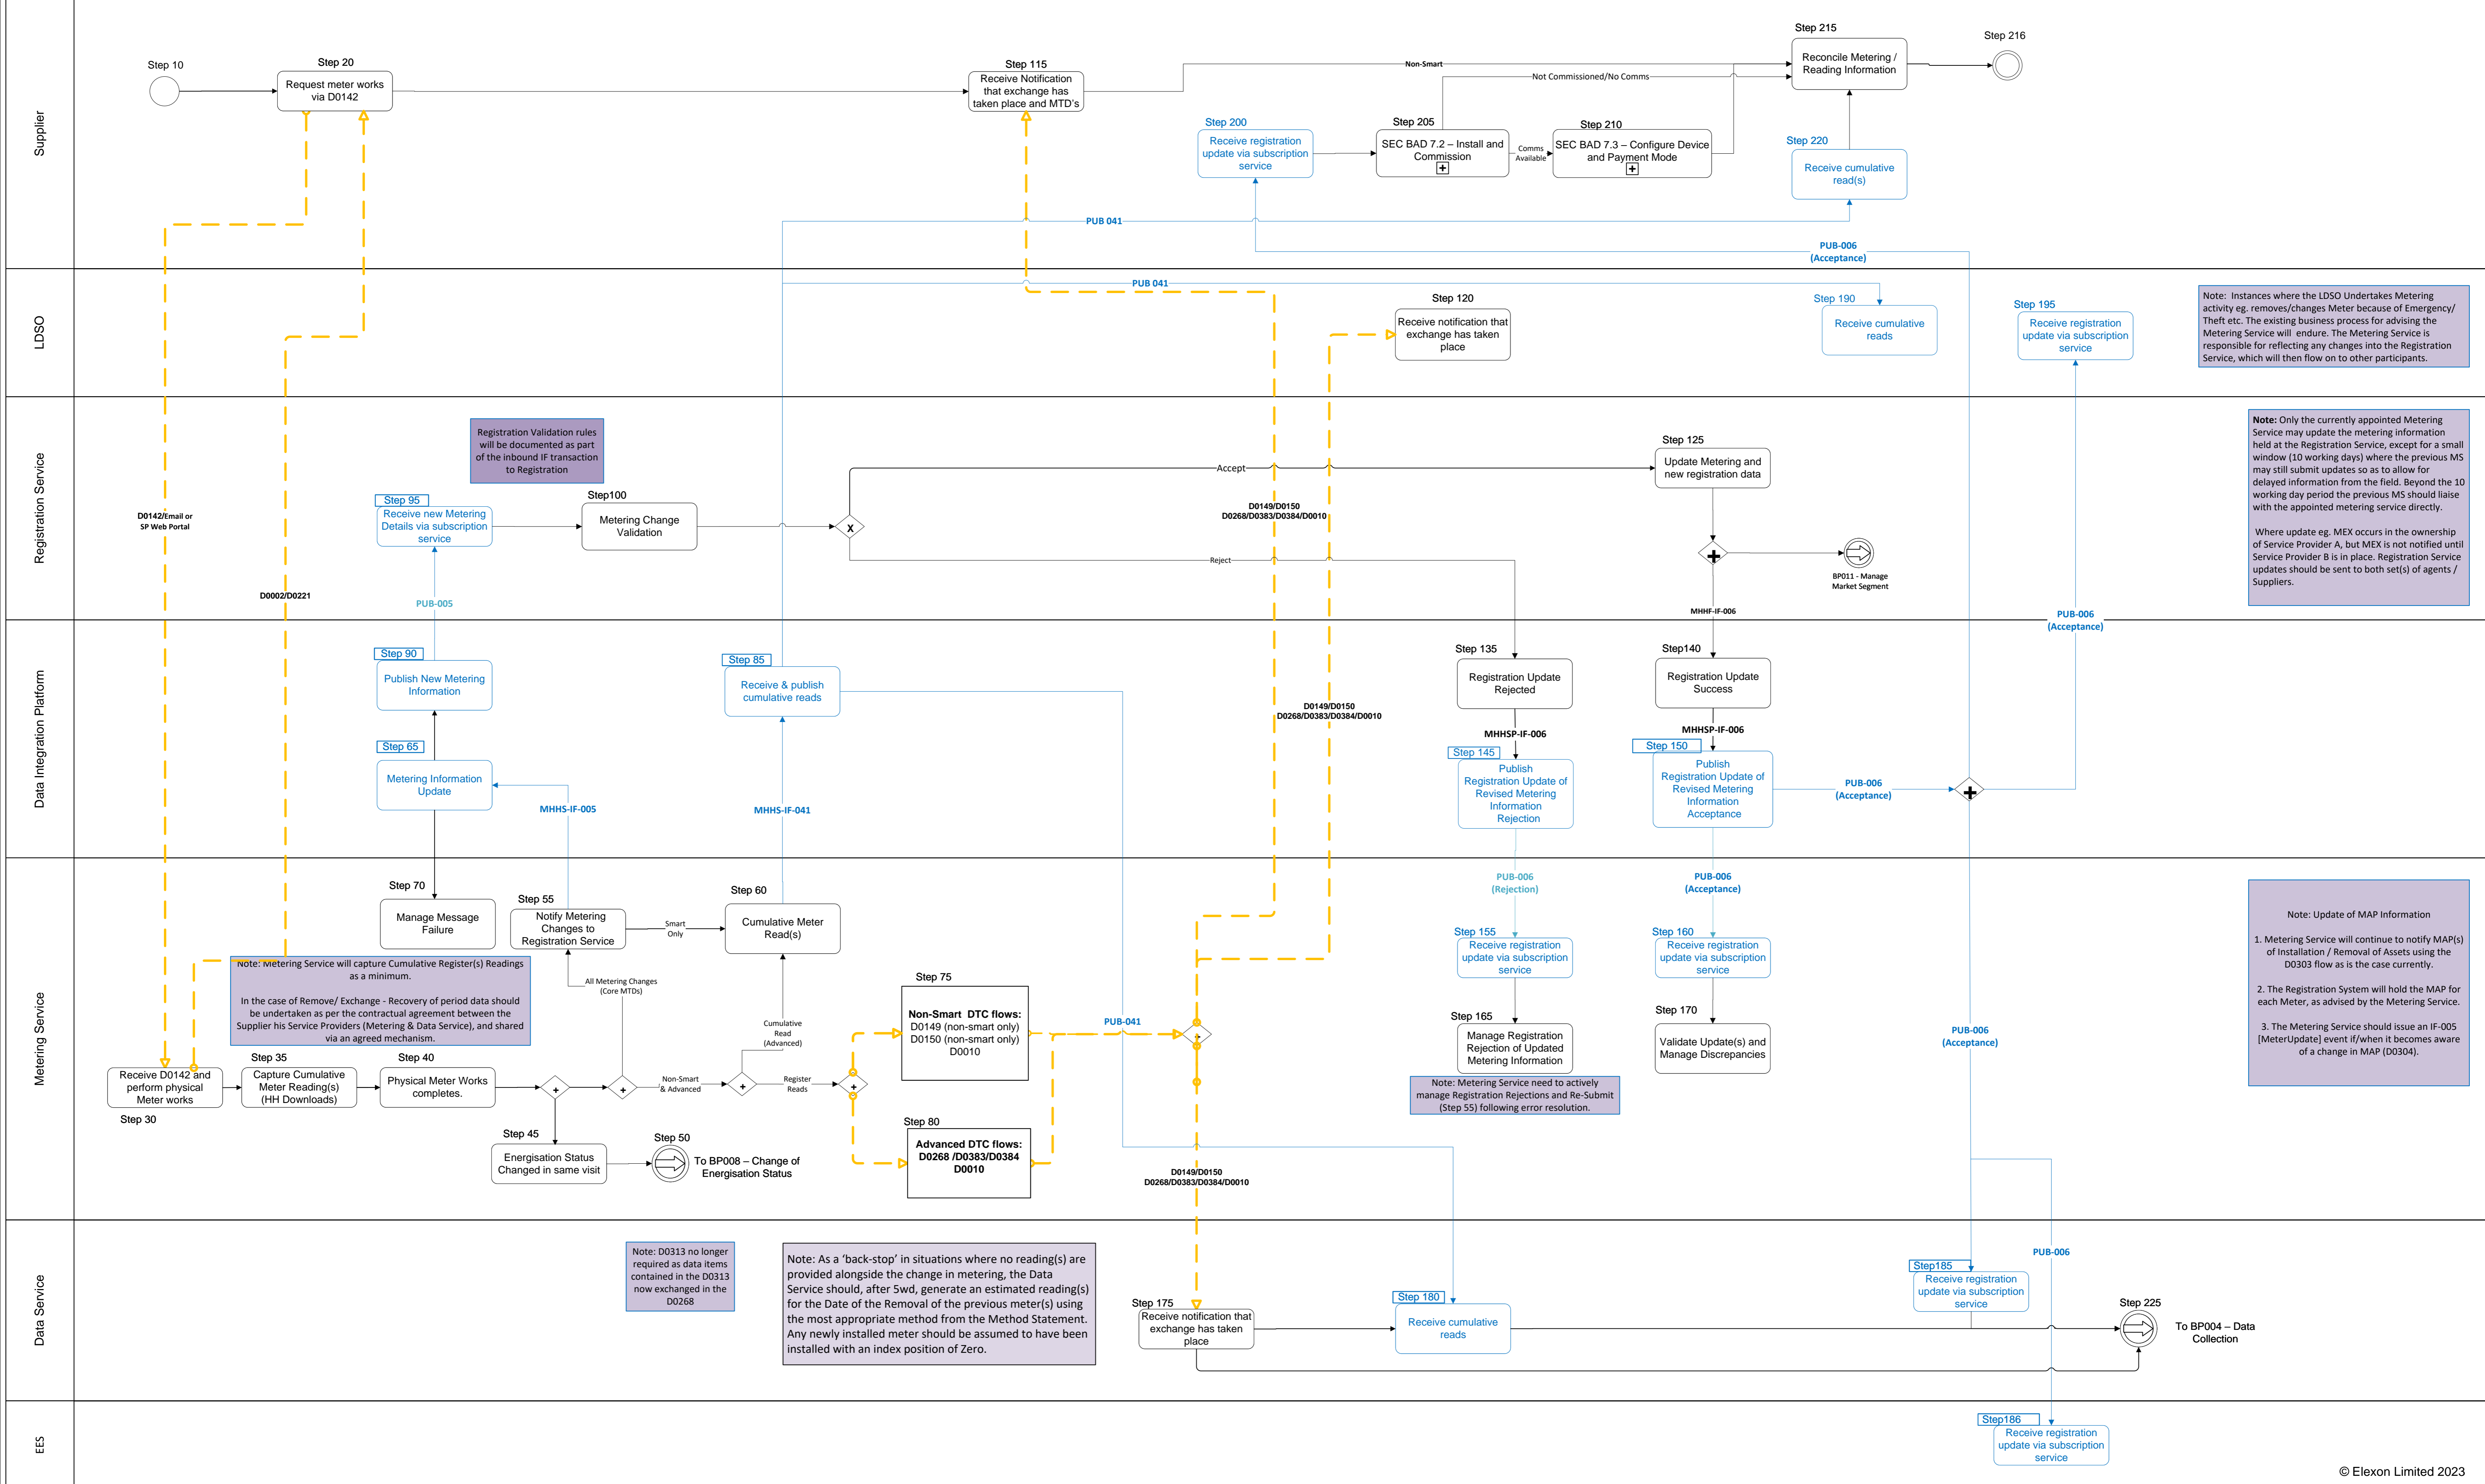 Supplier
Step 10
Step 20
Request meter works
via D0142
Step 115
Receive Notification
that exchange has
taken place and MTD's
Non-Smart
Not Commissioned/No Comms
Step 200
Receive registration
update via subscription
service
Step 205
SEC BAD 7.2 – Install and
Commission
Comms
Available
Step 210
SEC BAD 7.3 – Configure Device
and Payment Mode
Step 215
Reconcile Metering /
Reading Information
Step 216
Step 220
Receive cumulative
read(s)
PUB 041
PUB-006
(Acceptance)
LDSO
PUB 041
Step 120
Receive notification that
exchange has taken
place
Step 190
Receive cumulative
reads
Step 195
Receive registration
update via subscription
service
Note: Instances where the LDSO Undertakes Metering
activity eg. removes/changes Meter because of Emergency/
Theft etc. The existing business process for advising the
Metering Service will endure. The Metering Service is
responsible for reflecting any changes into the Registration
Service, which will then flow on to other participants.
Registration Service
D0142/Email or
SP Web Portal
D0002/D0221
Registration Validation rules
will be documented as part
of the inbound IF transaction
to Registration
Step 95
Receive new Metering
Details via subscription
service
PUB-005
Step100
Metering Change
Validation
X
Accept
Reject
D0149/D0150
D0268/D0383/D0384/D0010
Step 125
Update Metering and
new registration data
BP011 - Manage
Market Segment
MHHF-IF-006
PUB-006
(Acceptance)
Note: Only the currently appointed Metering
Service may update the metering information
held at the Registration Service, except for a small
window (10 working days) where the previous MS
may still submit updates so as to allow for
delayed information from the field. Beyond the 10
working day period the previous MS should liaise
with the appointed metering service directly.
Where update eg. MEX occurs in the ownership
of Service Provider A, but MEX is not notified until
Service Provider B is in place. Registration Service
updates should be sent to both set(s) of agents /
Suppliers.
Data Integration Platform
Step 90
Publish New Metering
Information
Step 65
Metering Information
Update
MHHS-IF-005
Step 85
Receive & publish
cumulative reads
MHHS-IF-041
D0149/D0150
D0268/D0383/D0384/D0010
Step 135
Registration Update
Rejected
MHHSP-IF-006
Step 145
Publish
Registration Update of
Revised Metering
Information
Rejection
Step140
Registration Update
Success
MHHSP-IF-006
Step 150
Publish
Registration Update of
Revised Metering
Information
Acceptance
PUB-006
(Acceptance)
Metering Service
Step 70
Manage Message
Failure
Step 55
Notify Metering
Changes to
Registration Service
Smart
Only
Step 60
Cumulative Meter
Read(s)
Note: Metering Service will capture Cumulative Register(s) Readings
as a minimum.
In the case of Remove/ Exchange - Recovery of period data should
be undertaken as per the contractual agreement between the
Supplier his Service Providers (Metering & Data Service), and shared
via an agreed mechanism.
All Metering Changes
(Core MTDs)
Cumulative
Read
(Advanced)
Receive D0142 and
perform physical
Meter works
Step 30
Step 35
Capture Cumulative
Meter Reading(s)
(HH Downloads)
Step 40
Physical Meter Works
completes.
Non-Smart
& Advanced
Register
Reads
Step 45
Energisation Status
Changed in same visit
Step 50
To BP008 – Change of
Energisation Status
Step 75
Non-Smart DTC flows:
D0149 (non-smart only)
D0150 (non-smart only)
D0010
Step 80
Advanced DTC flows:
D0268 /D0383/D0384
D0010
PUB-041
D0149/D0150
D0268/D0383/D0384/D0010
PUB-006
(Rejection)
Step 155
Receive registration
update via subscription
service
Step 165
Manage Registration
Rejection of Updated
Metering Information
Note: Metering Service need to actively
manage Registration Rejections and Re-Submit
(Step 55) following error resolution.
PUB-006
(Acceptance)
Step 160
Receive registration
update via subscription
service
Step 170
Validate Update(s) and
Manage Discrepancies
PUB-006
(Acceptance)
Note: Update of MAP Information
1. Metering Service will continue to notify MAP(s)
of Installation / Removal of Assets using the
D0303 flow as is the case currently.
2. The Registration System will hold the MAP for
each Meter, as advised by the Metering Service.
3. The Metering Service should issue an IF-005
[MeterUpdate] event if/when it becomes aware
of a change in MAP (D0304).
Data Service
Note: D0313 no longer
required as data items
contained in the D0313
now exchanged in the
D0268
Note: As a ‘back-stop’ in situations where no reading(s) are
provided alongside the change in metering, the Data
Service should, after 5wd, generate an estimated reading(s)
for the Date of the Removal of the previous meter(s) using
the most appropriate method from the Method Statement.
Any newly installed meter should be assumed to have been
installed with an index position of Zero.
Step 175
Receive notification that
exchange has taken
place
Step 180
Receive cumulative
reads
Step185
Receive registration
update via subscription
service
PUB-006
Step 225
To BP004 – Data
Collection
EES
Step186
Receive registration
update via subscription
service
© Elexon Limited 2023